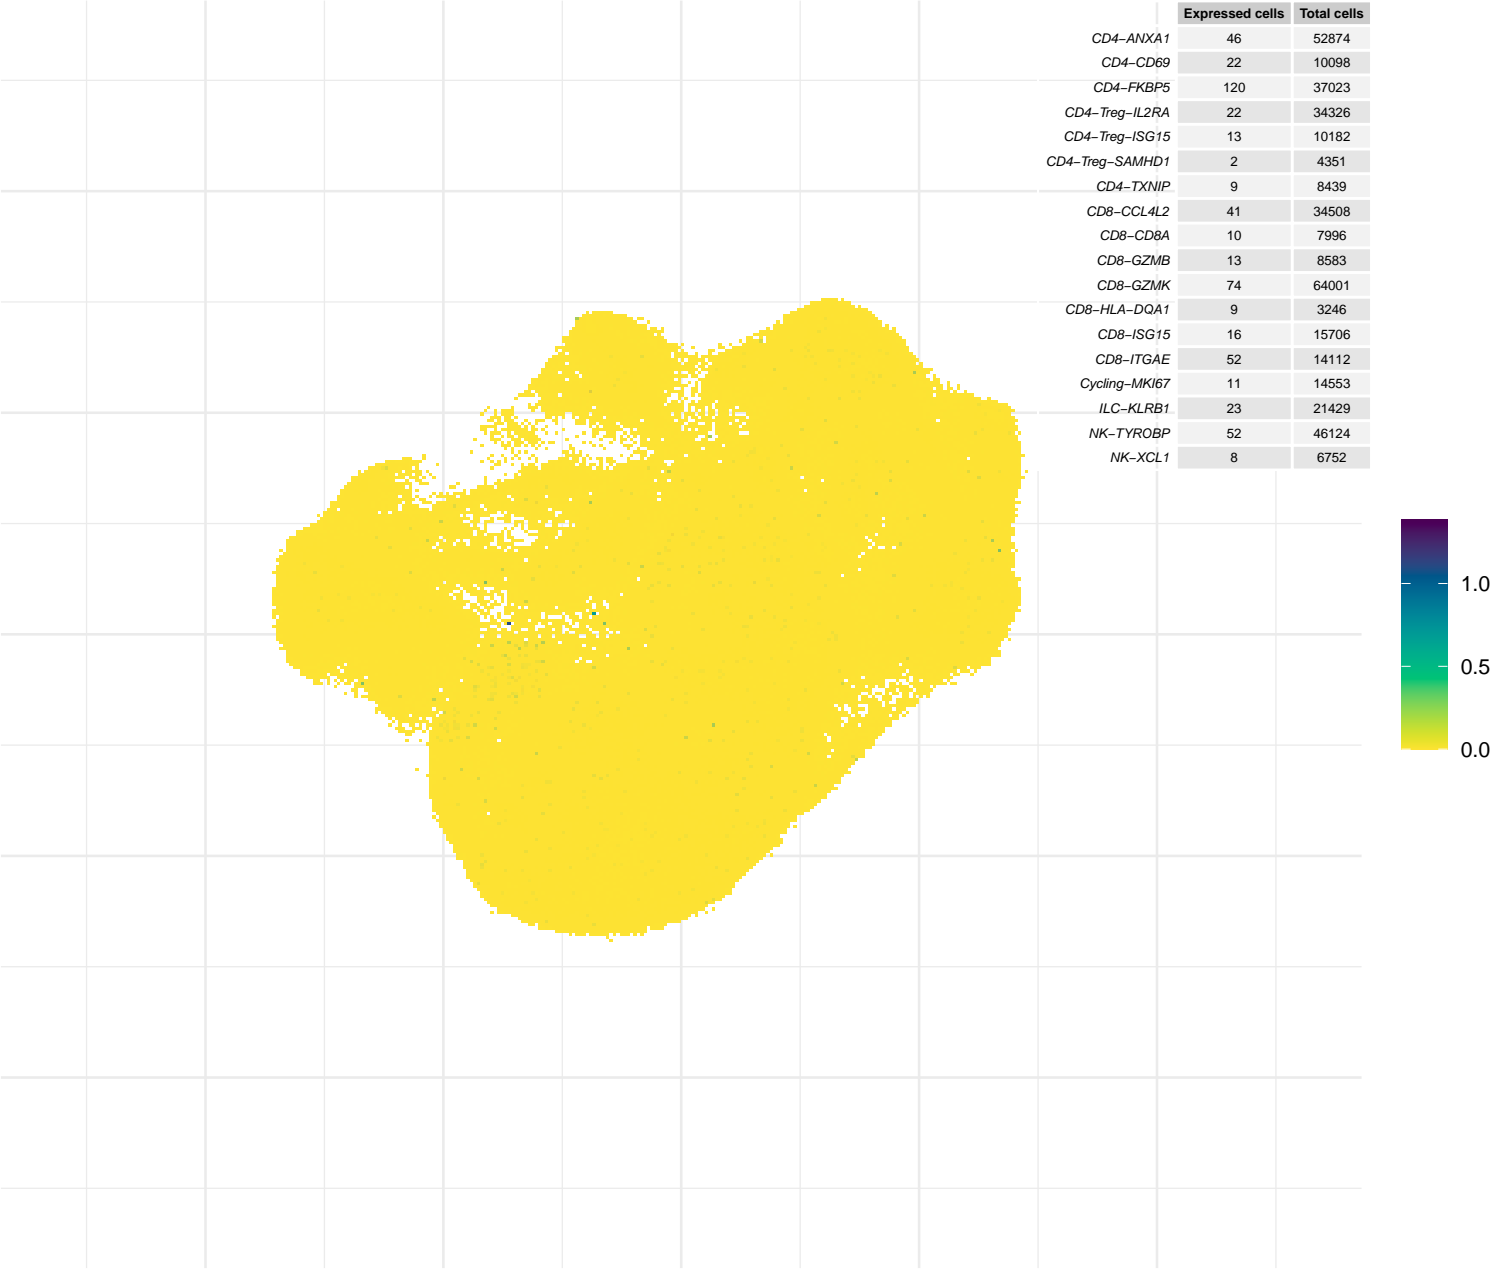 Expressed cells Total cells
CD4−ANXA1 46 52874
CD4−CD69 22 10098
CD4−FKBP5 120 37023
CD4−Treg−IL2RA 22 34326
CD4−Treg−ISG15 13 10182
CD4−Treg−SAMHD1 2 4351
CD4−TXNIP 9 8439
CD8−CCL4L2 41 34508
CD8−CD8A 10 7996
CD8−GZMB 13 8583
CD8−GZMK 74 64001
CD8−HLA−DQA1 9 3246
CD8−ISG15 16 15706
CD8−ITGAE 52 14112
Cycling−MKI67 11 14553
ILC−KLRB1 23 21429
NK−TYROBP 52 46124
NK−XCL1 8 6752
1.0
0.5
0.0